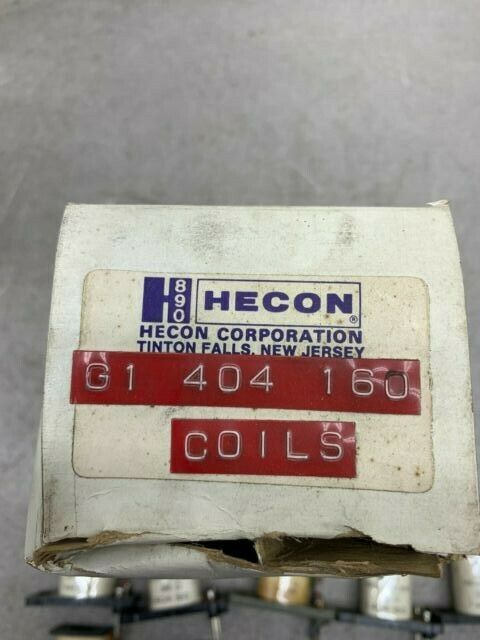 H 890 HECON®
HECON CORPORATION
TINTON FALLS, NEW JERSEY
G1 404 160
COILS